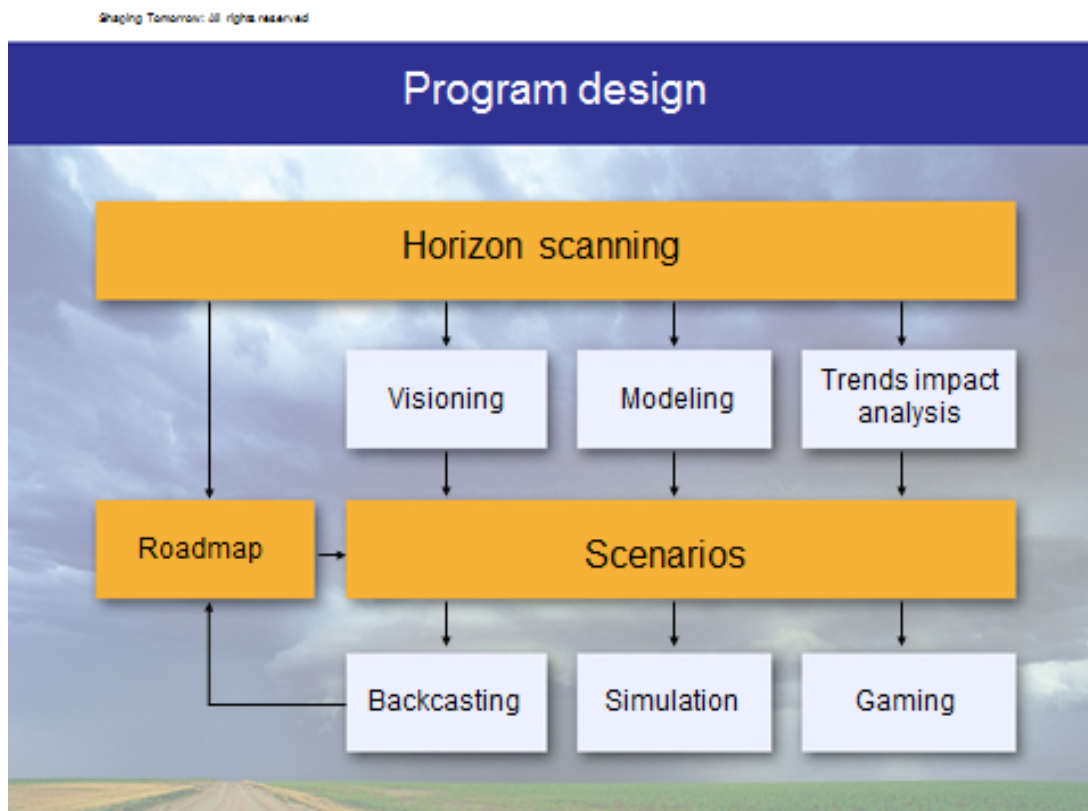 Shaping Tomorrow: All rights reserved
Program design
Horizon scanning
Visioning
Modeling
Trends impact
analysis
Roadmap
Scenarios
Backcasting
Simulation
Gaming